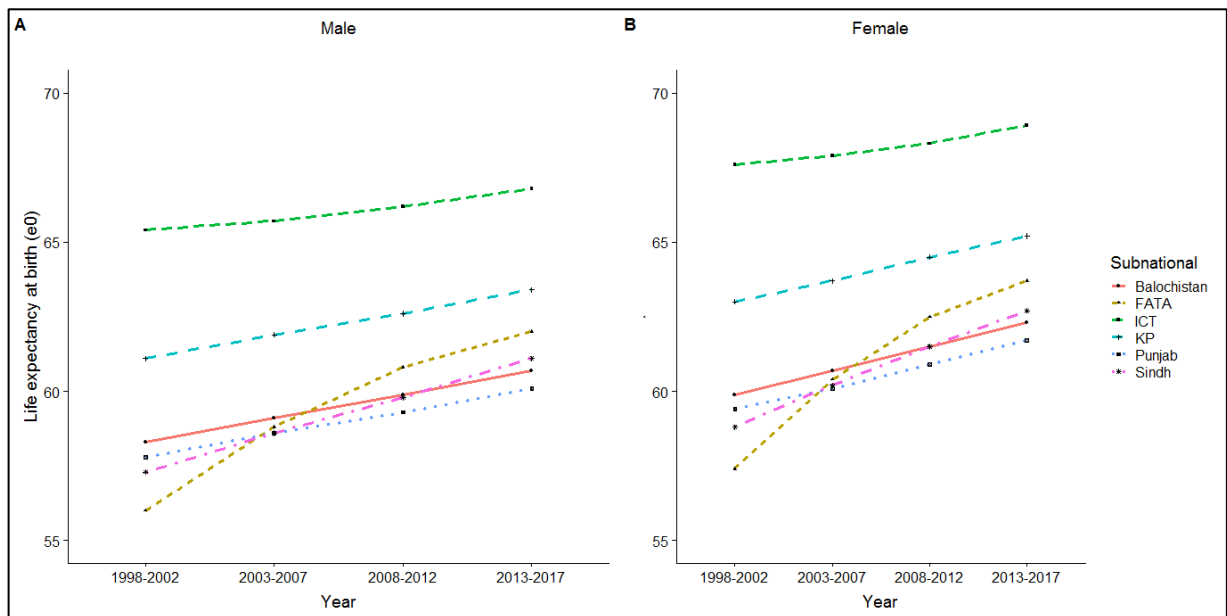 A
Male
B
Female
Life expectancy at birth (e0)
70
65
60
55
1998-2002
2003-2007
2008-2012
2013-2017
Year
70
65
60
55
1998-2002
2003-2007
2008-2012
2013-2017
Year
Subnational
Balochistan
FATA
ICT
KP
Punjab
Sindh